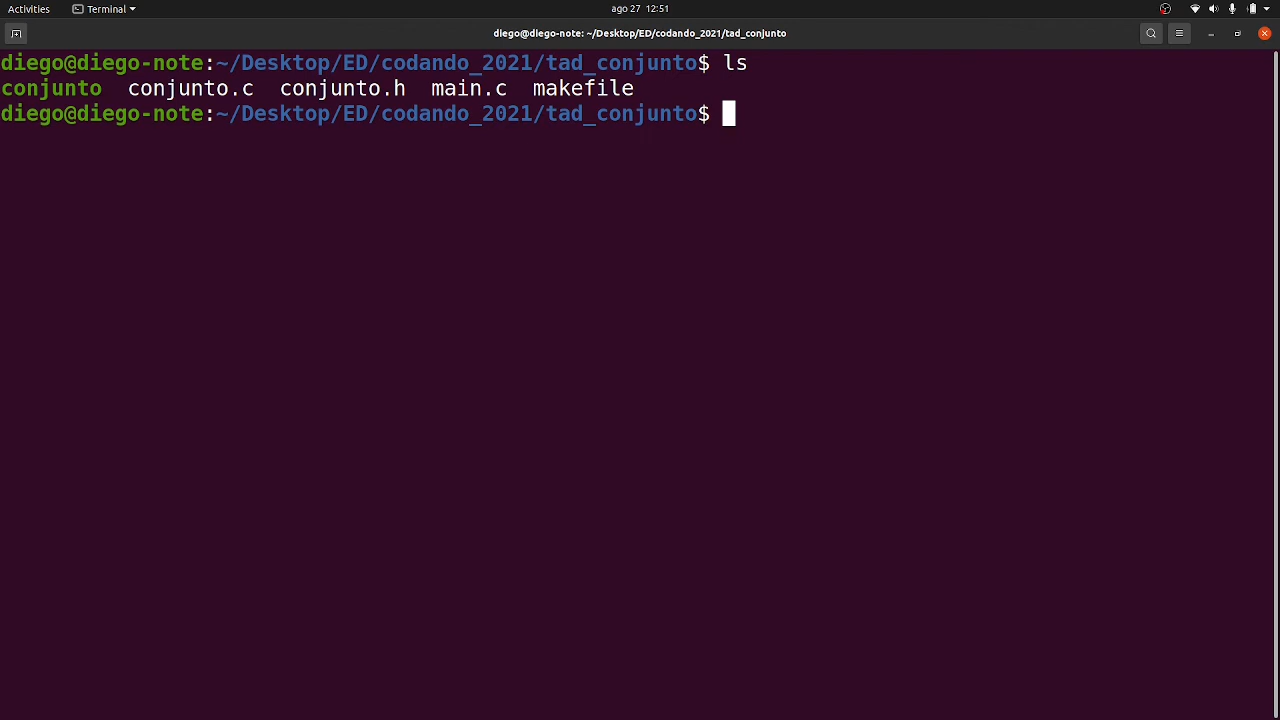 Activities Terminal ago 27 12:51
diego@diego-note: ~/Desktop/ED/codando_2021/tad_conjunto
diego@diego-note:~/Desktop/ED/codando_2021/tad_conjunto$ ls
conjunto conjunto.c conjunto.h main.c makefile
diego@diego-note:~/Desktop/ED/codando_2021/tad_conjunto$